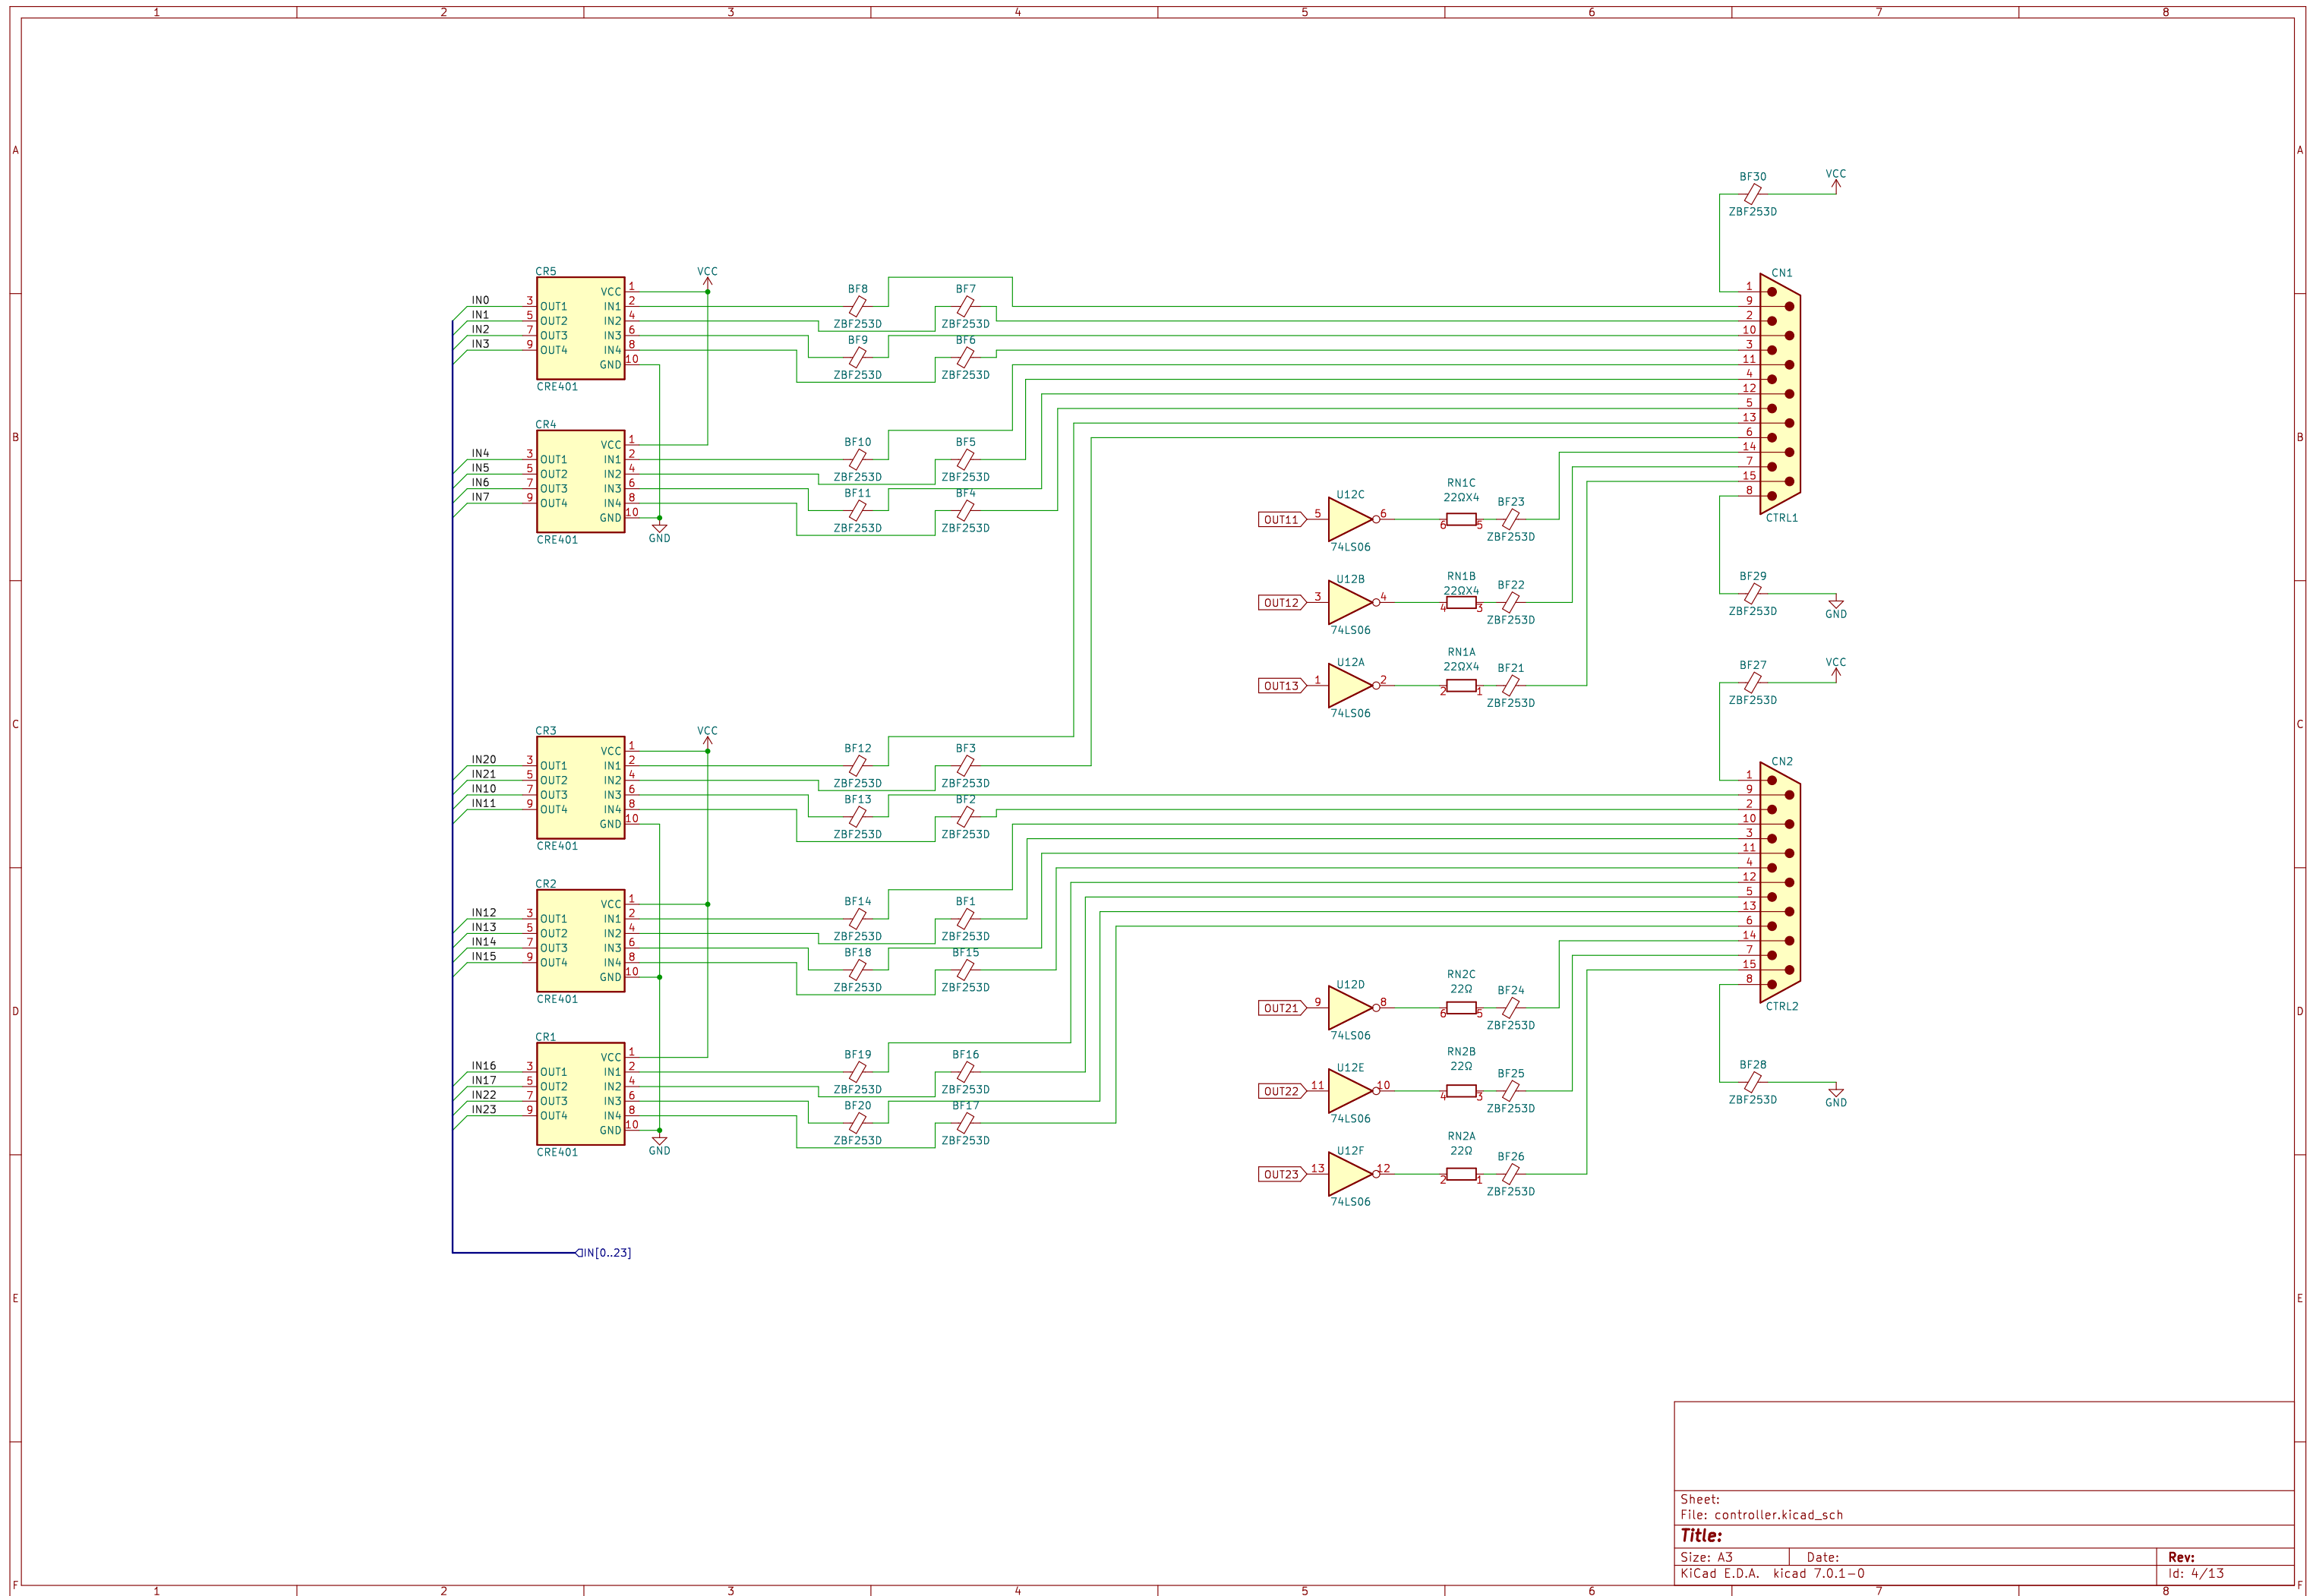 1 2 3 4 5 6 7 8
A A
B B
C C
D D
E E
F F
BF30
ZBF253D
VCC
CR5
VCC 1
IN0 3 OUT1 IN1 2
IN1 5 OUT2 IN2 4
IN2 7 OUT3 IN3 6
IN3 9 OUT4 IN4 8
GND 10
CRE401
VCC
BF8
ZBF253D
BF7
ZBF253D
BF9
ZBF253D
BF6
ZBF253D
CN1
1
9
2
10
3
11
4
12
5
13
6
14
7
15
8
CTRL1
CR4
VCC 1
IN4 3 OUT1 IN1 2
IN5 5 OUT2 IN2 4
IN6 7 OUT3 IN3 6
IN7 9 OUT4 IN4 8
GND 10
CRE401
GND
BF10
ZBF253D
BF5
ZBF253D
BF11
ZBF253D
BF4
ZBF253D
U12C
OUT11 5 6
74LS06
RN1C
22ΩX4
6 5
BF23
ZBF253D
U12B
OUT12 3 4
74LS06
RN1B
22ΩX4
4 3
BF22
ZBF253D
BF29
ZBF253D
GND
U12A
OUT13 1 2
74LS06
RN1A
22ΩX4
2 1
BF21
ZBF253D
BF27
ZBF253D
VCC
CR3
VCC 1
IN20 3 OUT1 IN1 2
IN21 5 OUT2 IN2 4
IN10 7 OUT3 IN3 6
IN11 9 OUT4 IN4 8
GND 10
CRE401
VCC
BF12
ZBF253D
BF3
ZBF253D
BF13
ZBF253D
BF2
ZBF253D
CN2
1
9
2
10
3
11
4
12
5
13
6
14
7
15
8
CTRL2
CR2
VCC 1
IN12 3 OUT1 IN1 2
IN13 5 OUT2 IN2 4
IN14 7 OUT3 IN3 6
IN15 9 OUT4 IN4 8
GND 10
CRE401
BF14
ZBF253D
BF1
ZBF253D
BF18
ZBF253D
BF15
ZBF253D
U12D
OUT21 9 8
74LS06
RN2C
22Ω
6 5
BF24
ZBF253D
CR1
VCC 1
IN16 3 OUT1 IN1 2
IN17 5 OUT2 IN2 4
IN22 7 OUT3 IN3 6
IN23 9 OUT4 IN4 8
GND 10
CRE401
GND
BF19
ZBF253D
BF16
ZBF253D
BF20
ZBF253D
BF17
ZBF253D
U12E
OUT22 11 10
74LS06
RN2B
22Ω
4 3
BF25
ZBF253D
BF28
ZBF253D
GND
U12F
OUT23 13 12
74LS06
RN2A
22Ω
2 1
BF26
ZBF253D
IN[0..23]
Sheet:
File: controller.kicad_sch
Title:
Size: A3 Date: Rev:
KiCad E.D.A. kicad 7.0.1-0 Id: 4/13
1 2 3 4 5 6 7 8